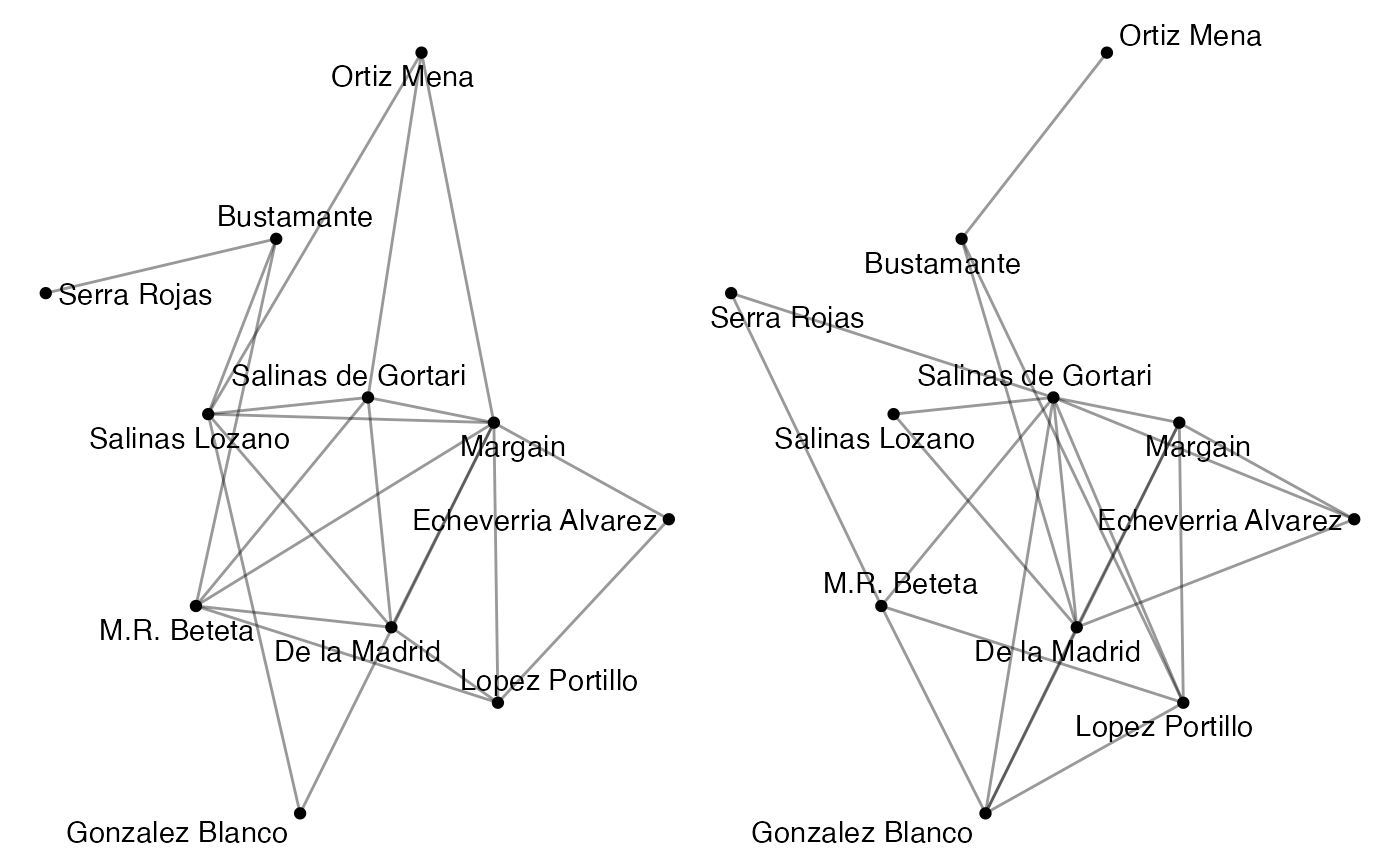 Ortiz Mena
Bustamante
Serra Rojas
Salinas de Gortari
Salinas Lozano
Margain
Echeverria Alvarez
M.R. Beteta
De la Madrid
Lopez Portillo
Gonzalez Blanco
Ortiz Mena
Bustamante
Serra Rojas
Salinas de Gortari
Salinas Lozano
Margain
Echeverria Alvarez
M.R. Beteta
De la Madrid
Lopez Portillo
Gonzalez Blanco